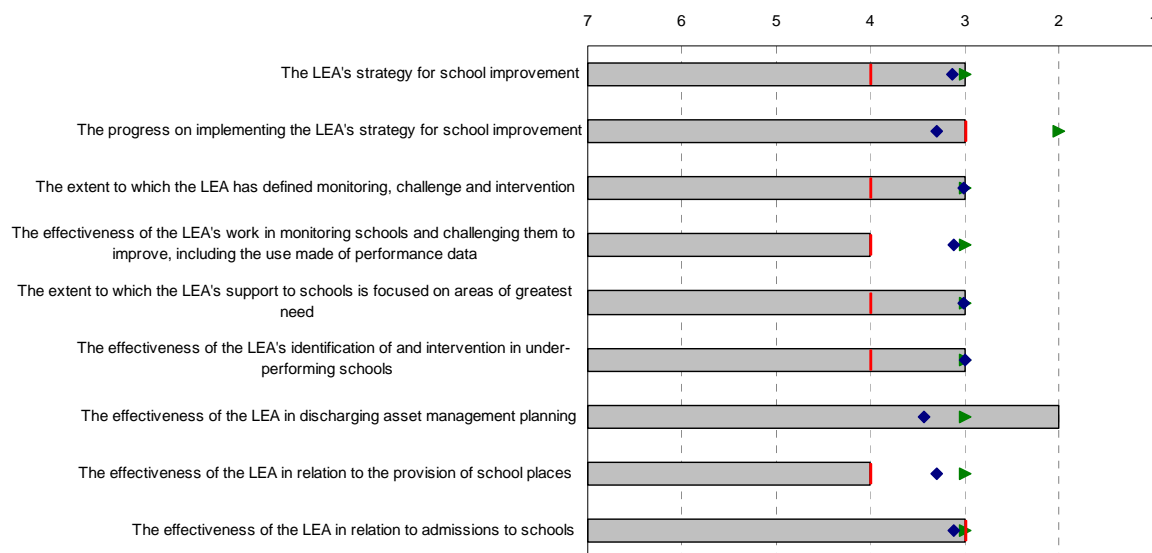 7 6 5 4 3 2 1
The LEA's strategy for school improvement
The progress on implementing the LEA's strategy for school improvement
The extent to which the LEA has defined monitoring, challenge and intervention
The effectiveness of the LEA's work in monitoring schools and challenging them to
improve, including the use made of performance data
The extent to which the LEA's support to schools is focused on areas of greatest
need
The effectiveness of the LEA's identification of and intervention in under-
performing schools
The effectiveness of the LEA in discharging asset management planning
The effectiveness of the LEA in relation to the provision of school places
The effectiveness of the LEA in relation to admissions to schools